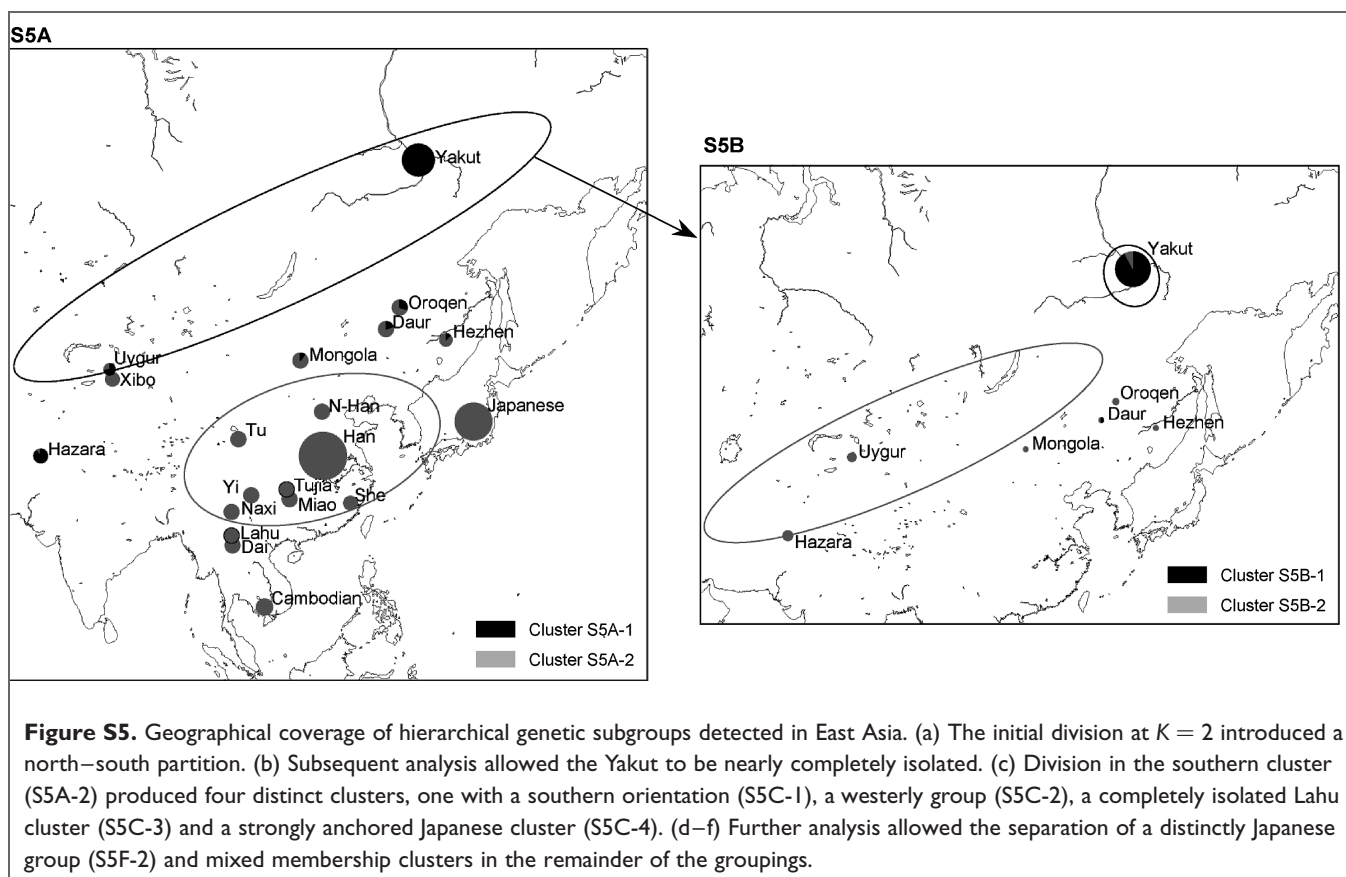 S5A
Yakut
Oroqen
Daur
Hezhen
Uygur
Mongola
Xibo
N-Han
Japanese
Tu
Han
Hazara
Tujia
Yi
Miao
She
Naxi
Lahu
Dai
Cambodian
Cluster S5A-1
Cluster S5A-2
S5B
Yakut
Oroqen
Daur
Hezhen
Mongola
Uygur
Hazara
Cluster S5B-1
Cluster S5B-2
Figure S5. Geographical coverage of hierarchical genetic subgroups detected in East Asia. (a) The initial division at K = 2 introduced a
north–south partition. (b) Subsequent analysis allowed the Yakut to be nearly completely isolated. (c) Division in the southern cluster
(S5A-2) produced four distinct clusters, one with a southern orientation (S5C-1), a westerly group (S5C-2), a completely isolated Lahu
cluster (S5C-3) and a strongly anchored Japanese cluster (S5C-4). (d–f) Further analysis allowed the separation of a distinctly Japanese
group (S5F-2) and mixed membership clusters in the remainder of the groupings.